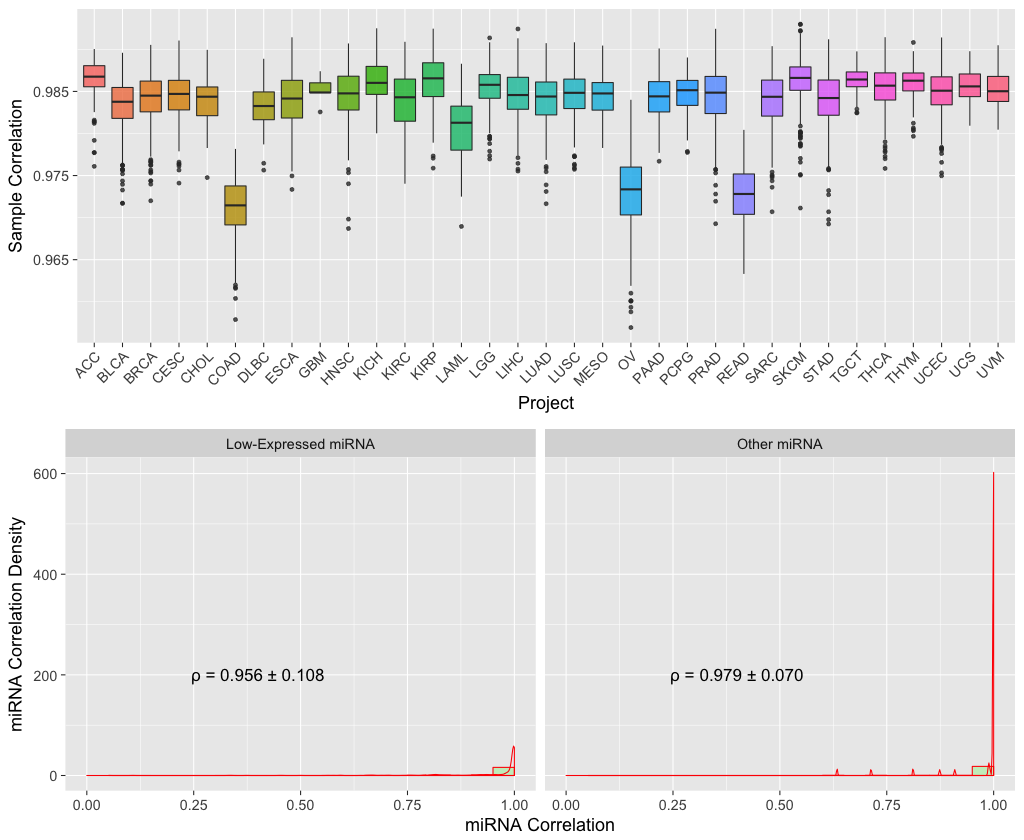 Sample Correlation
0.985
0.975
0.965
ACC BLCA BRCA CESC CHOL COAD DLBC ESCA GBM HNSC KICH KIRC KIRP LAML LGG LIHC LUAD LUSC MESO OV PAAD PCPG PRAD READ SARC SKCM STAD TGCT THCA THYM UCEC UCS UVM
Project
Low-Expressed miRNA Other miRNA
miRNA Correlation Density
600
400
200
0
ρ = 0.956 ± 0.108 ρ = 0.979 ± 0.070
0.00 0.25 0.50 0.75 1.00 0.00 0.25 0.50 0.75 1.00
miRNA Correlation